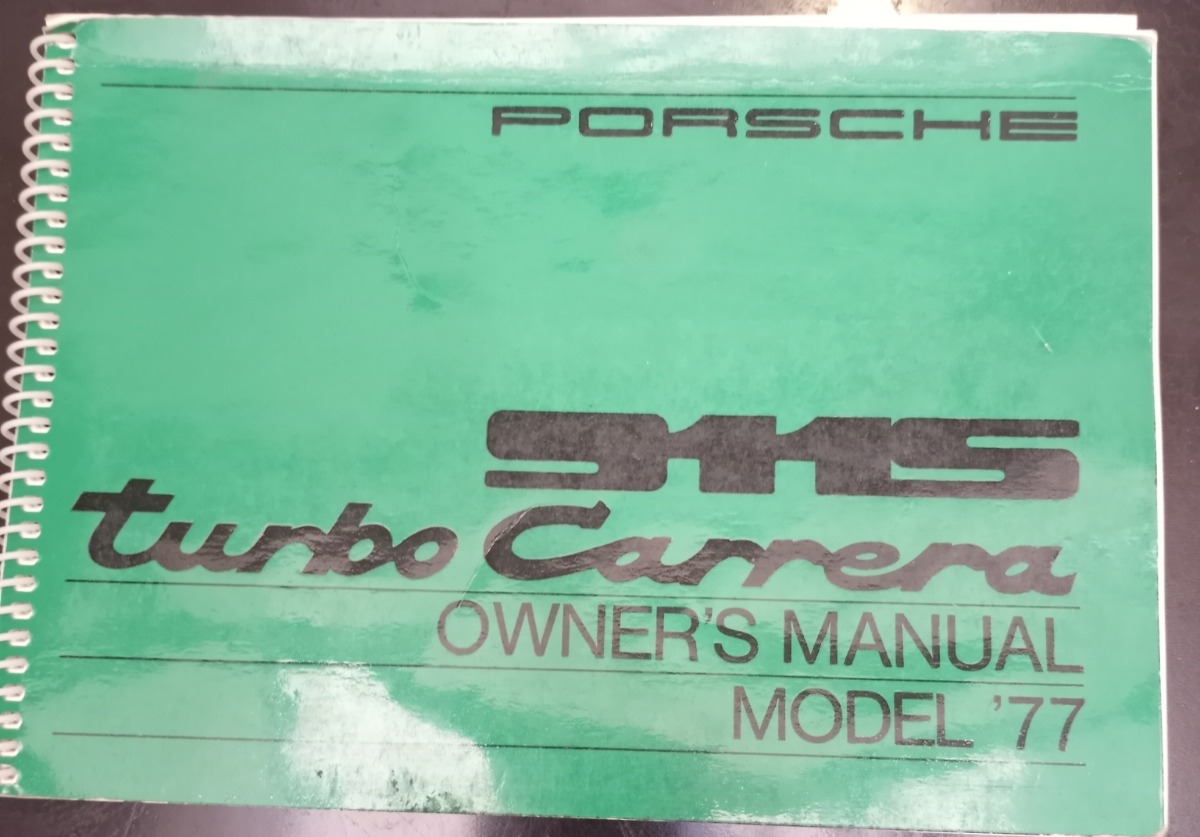 PORSCHE
911S
turbo Carrera
OWNER'S MANUAL
MODEL '77